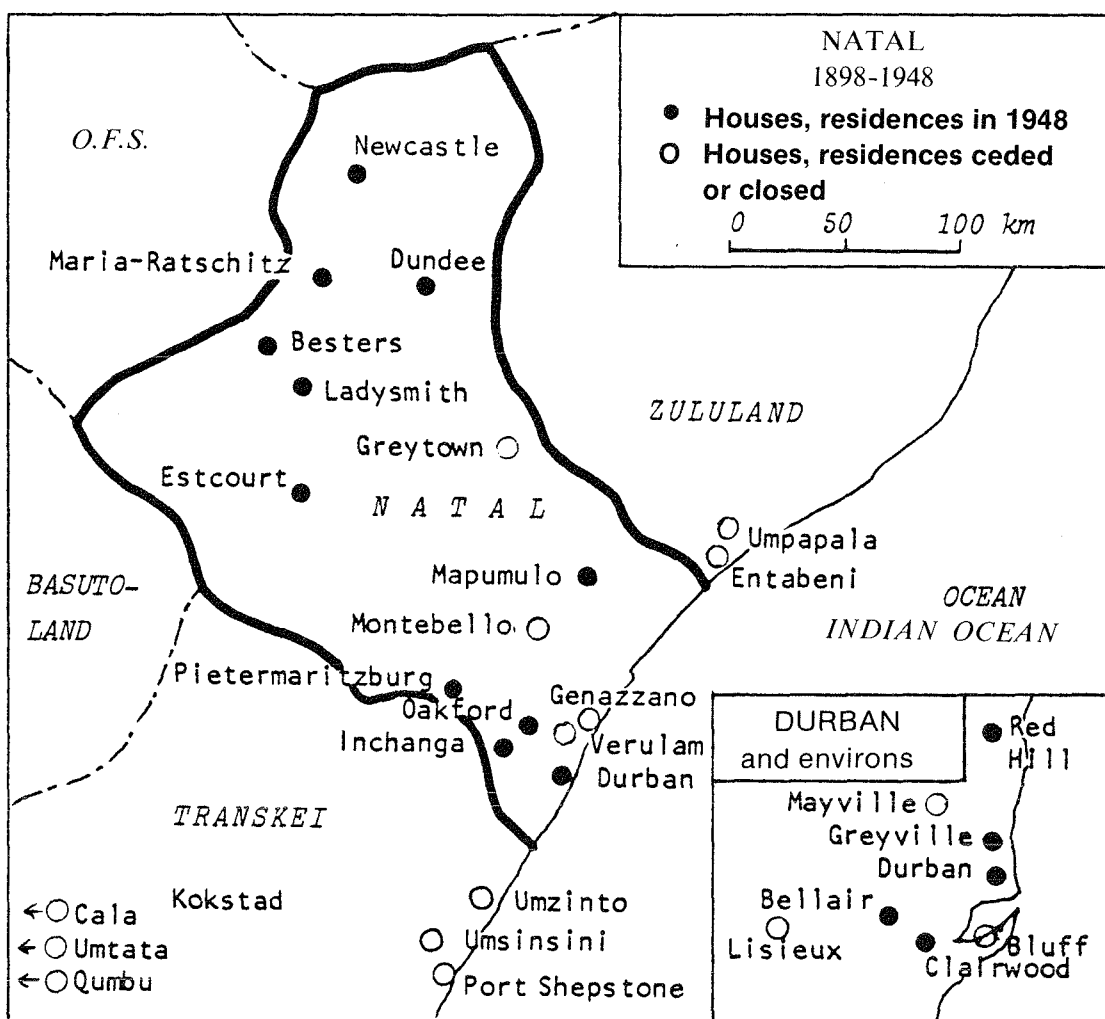 NATAL
1898-1948
● Houses, residences in 1948
O Houses, residences ceded
or closed
0 50 100 km
O.F.S.
Newcastle
Maria-Ratschitz
Dundee
Besters
Ladysmith
ZULULAND
Greytown
Estcourt
NATAL
Umpapala
Entabeni
Mapumulo
BASUTO-
LAND
OCEAN
INDIAN OCEAN
Montebello
Pietermaritzburg
Genazzano
Oakford
Verulam
Inchanga
Durban
TRANSKEI
Kokstad
Umzinto
←O Cala
Umsinsini
←O Umtata
Port Shepstone
←O Qumbu
DURBAN
and environs
Red
Hill
Mayville
Greyville
Durban
Bellair
Lisieux
Bluff
Clairwood